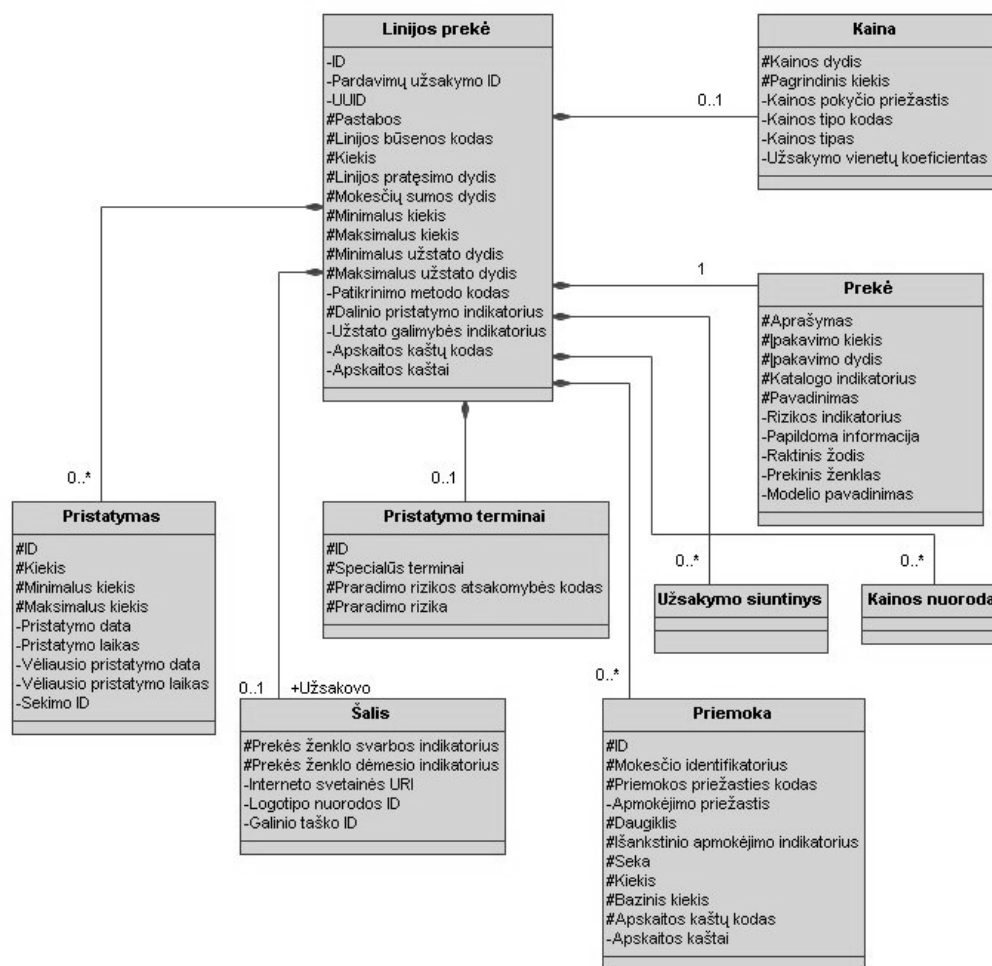 Linijos prekė
-ID
-Pardavimų užsakymo ID
-UUID
#Pastabos
#Linijos būsenos kodas
#Kiekis
#Linijos pratęsimo dydis
#Mokesčių sumos dydis
#Minimalus kiekis
#Maksimalus kiekis
#Minimalus užstato dydis
#Maksimalus užstato dydis
-Patikrinimo metodo kodas
#Dalinio pristatymo indikatorius
-Užstato galimybės indikatorius
-Apskaitos kaštų kodas
-Apskaitos kaštai
Kaina
#Kainos dydis
#Pagrindinis kiekis
-Kainos pokyčio priežastis
-Kainos tipo kodas
-Kainos tipas
-Užsakymo vienetų koeficientas
0..1
1
Prekė
#Aprašymas
#Įpakavimo kiekis
#Įpakavimo dydis
#Katalogo indikatorius
#Pavadinimas
-Rizikos indikatorius
-Papildoma informacija
-Raktinis žodis
-Prekinis ženklas
-Modelio pavadinimas
0..*
Pristatymas
#ID
#Kiekis
#Minimalus kiekis
#Maksimalus kiekis
-Pristatymo data
-Pristatymo laikas
-Vėliausio pristatymo data
-Vėliausio pristatymo laikas
-Sekimo ID
0..1
Pristatymo terminai
#ID
#Specialūs terminai
#Praradimo rizikos atsakomybės kodas
#Praradimo rizika
0..*
Užsakymo siuntinys
0..*
Kainos nuoroda
0..1 +Užsakovo
Šalis
#Prekės ženklo svarbos indikatorius
#Prekės ženklo dėmesio indikatorius
-Interneto svetainės URI
-Logotipo nuorodos ID
-Galinio taško ID
0..*
Priemoka
#ID
#Mokesčio identifikatorius
#Priemokos priežasties kodas
-Apmokėjimo priežastis
#Daugiklis
#Išankstinio apmokėjimo indikatorius
#Seka
#Kiekis
#Bazinis kiekis
#Apskaitos kaštų kodas
-Apskaitos kaštai